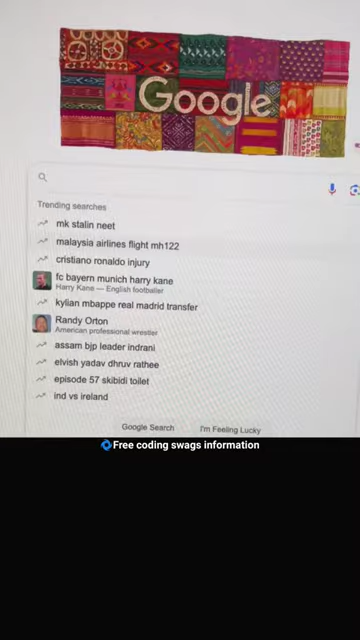 Google
Trending searches
mk stalin neet
malaysia airlines flight mh122
cristiano ronaldo injury
fc bayern munich harry kane
Harry Kane — English footballer
kylian mbappe real madrid transfer
Randy Orton
American professional wrestler
assam bjp leader indrani
elvish yadav dhruv rathee
episode 57 skibidi toilet
ind vs ireland
Google Search I'm Feeling Lucky
Free coding swags information